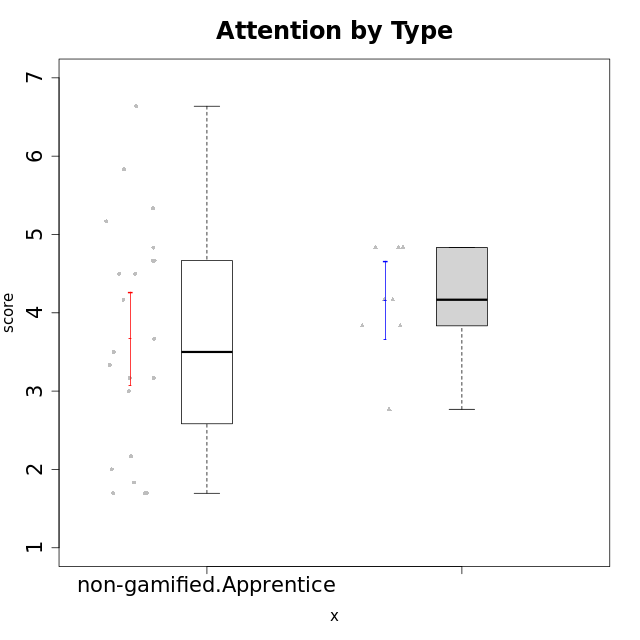 Attention by Type
7
6
5
4
3
2
1
score
non-gamified.Apprentice
x